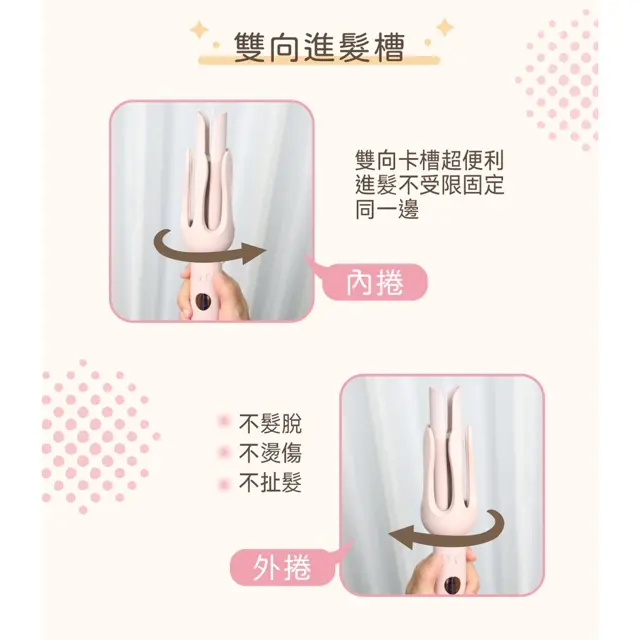 雙向進髮槽
雙向卡槽超便利
進髮不受限固定
同一邊
內捲
不髮脫
不燙傷
不扯髮
外捲